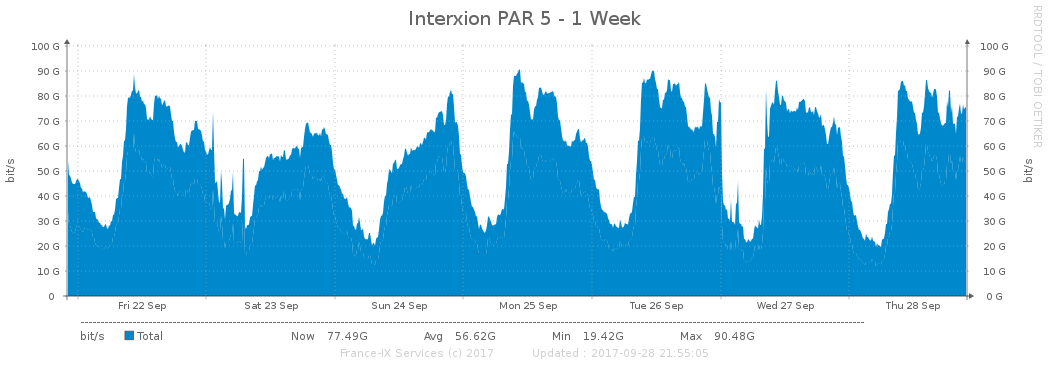 Interxion PAR 5 - 1 Week
RRDTOOL / TOBI OETIKER
bit/s
100 G 100 G
90 G 90 G
80 G 80 G
70 G 70 G
60 G 60 G
50 G 50 G
40 G 40 G
30 G 30 G
20 G 20 G
10 G 10 G
0 0 G
bit/s
Fri 22 Sep Sat 23 Sep Sun 24 Sep Mon 25 Sep Tue 26 Sep Wed 27 Sep Thu 28 Sep
bit/s Total Now 77.49G Avg 56.62G Min 19.42G Max 90.48G
France-IX Services (c) 2017 Updated : 2017-09-28 21:55:05